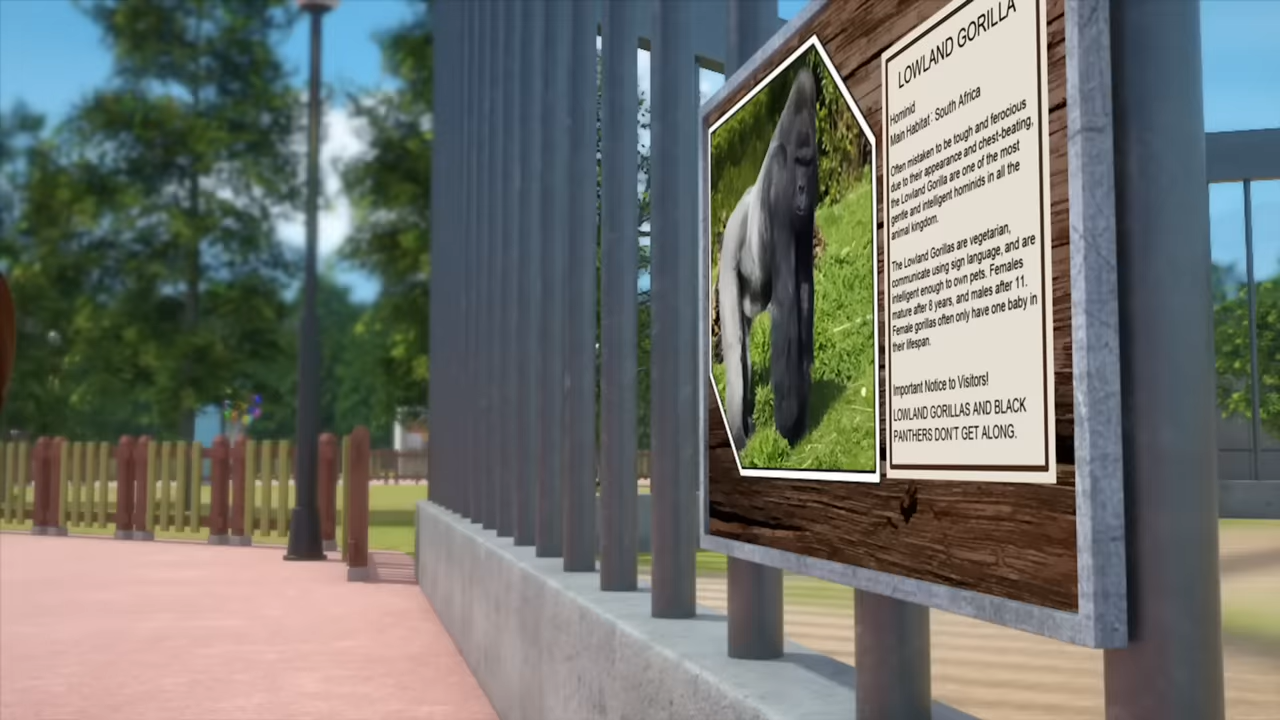 LOWLAND GORILLA
Hominid
Main Habitat : South Africa
Often mistaken to be tough and ferocious
due to their appearance and chest-beating,
the Lowland Gorilla are one of the most
gentle and intelligent hominids in all the
animal kingdom.
The Lowland Gorillas are vegetarian,
communicate using sign language, and are
intelligent enough to own pets. Females
mature after 8 years, and males after 11.
Female gorillas often only have one baby in
their lifespan.
Important Notice to Visitors!
LOWLAND GORILLAS AND BLACK
PANTHERS DON'T GET ALONG.